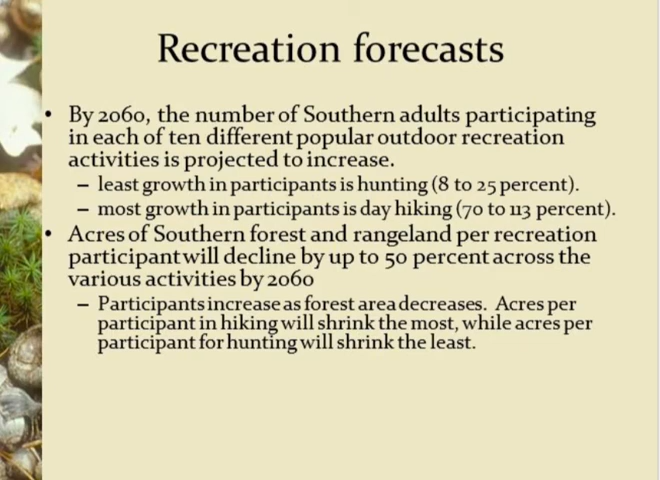 Recreation forecasts
• By 2060, the number of Southern adults participating
in each of ten different popular outdoor recreation
activities is projected to increase.
– least growth in participants is hunting (8 to 25 percent).
– most growth in participants is day hiking (70 to 113 percent).
• Acres of Southern forest and rangeland per recreation
participant will decline by up to 50 percent across the
various activities by 2060
– Participants increase as forest area decreases. Acres per
participant in hiking will shrink the most, while acres per
participant for hunting will shrink the least.